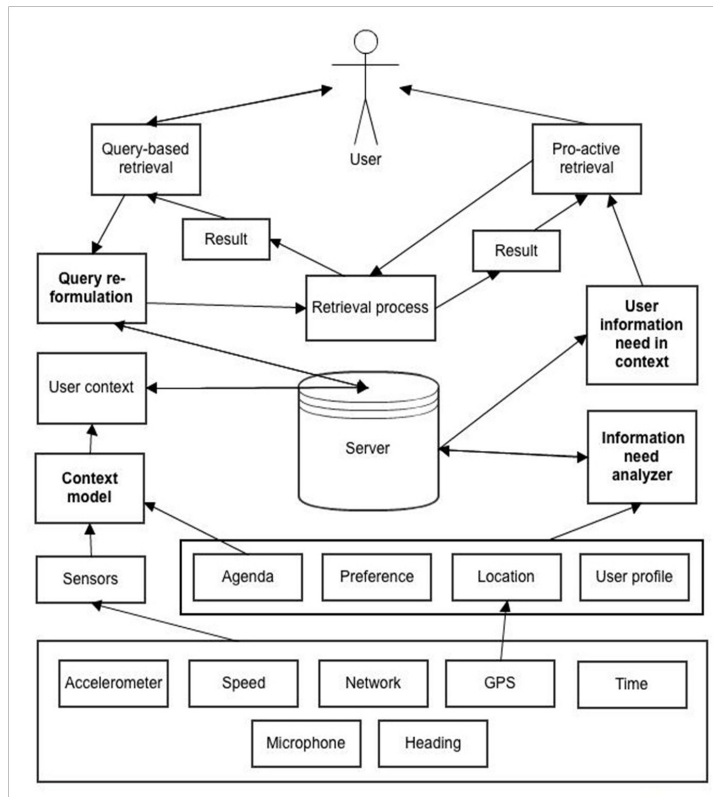 User
Query-based
retrieval
Pro-active
retrieval
Result
Result
Query re-
formulation
Retrieval process
User
information
need in
context
User context
Server
Information
need
analyzer
Context
model
Sensors
Agenda
Preference
Location
User profile
Accelerometer
Speed
Network
GPS
Time
Microphone
Heading